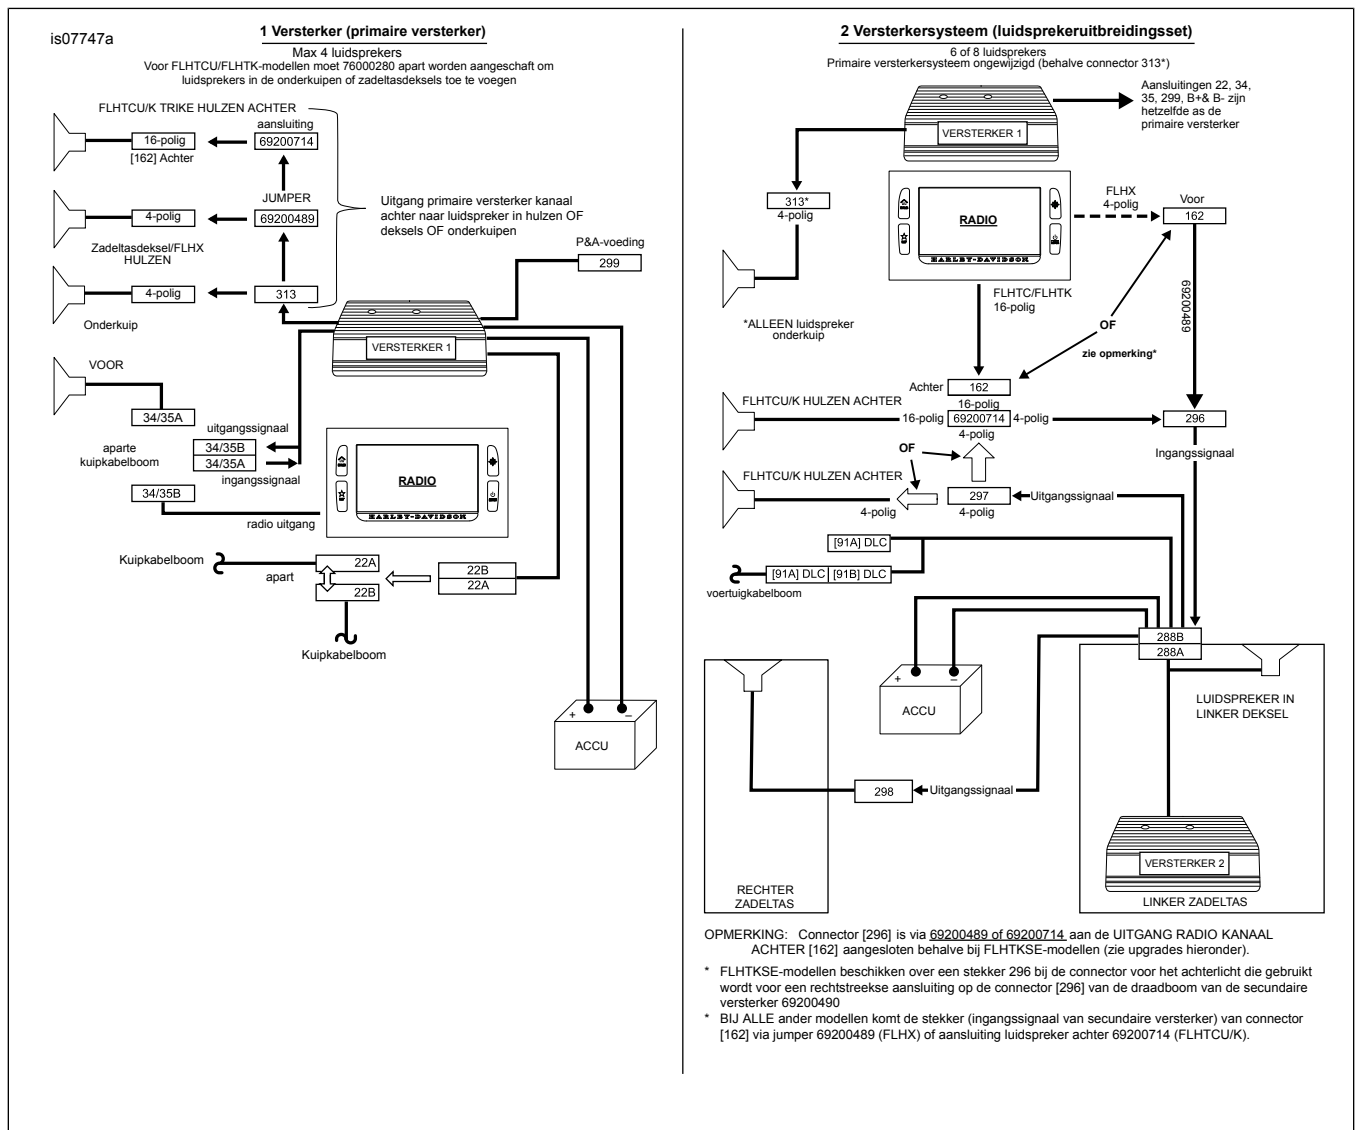 is07747a
1 Versterker (primaire versterker)
Max 4 luidsprekers
Voor FLHTCU/FLHTK-modellen moet 76000280 apart worden aangeschaft om
luidsprekers in de onderkuipen of zadeltasdeksels toe te voegen
FLHTCU/K TRIKE HULZEN ACHTER
aansluiting
16-polig
69200714
[162] Achter
JUMPER
4-polig
69200489
Zadeltasdeksel/FLHX
HULZEN
4-polig
313
Onderkuip
Uitgang primaire versterker kanaal
achter naar luidspreker in hulzen OF
deksels OF onderkuipen
P&A-voeding
299
VERSTERKER 1
VOOR
34/35A
uitgangssignaal
34/35B
34/35A
ingangssignaal
aparte
kuipkabelboom
34/35B
radio uitgang
RADIO
HARLEY-DAVIDSON
Kuipkabelboom
22A
apart
22B
22B
22A
Kuipkabelboom
+ –
ACCU
2 Versterkersysteem (luidsprekeruitbreidingsset)
6 of 8 luidsprekers
Primaire versterkersysteem ongewijzigd (behalve connector 313*)
Aansluitingen 22, 34,
35, 299, B+& B- zijn
hetzelfde as de
primaire versterker
VERSTERKER 1
313*
4-polig
*ALLEEN luidspreker
onderkuip
RADIO
HARLEY-DAVIDSON
FLHX
4-polig
Voor
162
69200489
FLHTC/FLHTK
16-polig
OF
zie opmerking*
Achter
162
16-polig
FLHTCU/K HULZEN ACHTER
16-polig
69200714
4-polig
4-polig
296
Ingangssignaal
OF
FLHTCU/K HULZEN ACHTER
4-polig
297
4-polig
Uitgangssignaal
[91A] DLC
[91A] DLC
[91B] DLC
voertuigkabelboom
288B
288A
+ –
ACCU
LUIDSPREKER IN
LINKER DEKSEL
298
Uitgangssignaal
VERSTERKER 2
RECHTER
ZADELTAS
LINKER ZADELTAS
OPMERKING: Connector [296] is via 69200489 of 69200714 aan de UITGANG RADIO KANAAL
ACHTER [162] aangesloten behalve bij FLHTKSE-modellen (zie upgrades hieronder).
* FLHTKSE-modellen beschikken over een stekker 296 bij de connector voor het achterlicht die gebruikt
wordt voor een rechtstreekse aansluiting op de connector [296] van de draadboom van de secundaire
versterker 69200490
* BIJ ALLE ander modellen komt de stekker (ingangssignaal van secundaire versterker) van connector
[162] via jumper 69200489 (FLHX) of aansluiting luidspreker achter 69200714 (FLHTCU/K).